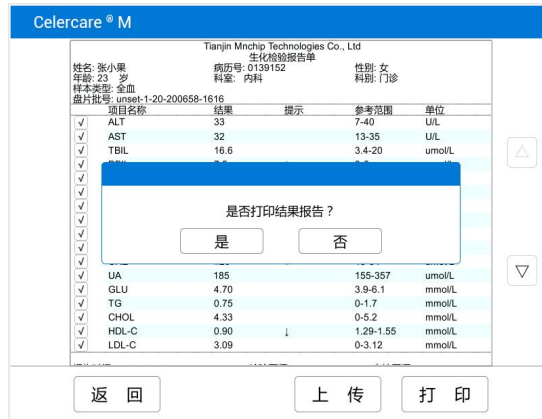 Celercare ® M
Tianjin Mnchip Technologies Co., Ltd
生化检验报告单
姓名: 张小果 病历号: 0139152 性别: 女
年龄: 23 岁 科室: 内科 科别: 门诊
样本类型: 全血
盘片批号: unset-1-20-200658-1616
项目名称 结果 提示 参考范围 单位
√ ALT 33 7-40 U/L
√ AST 32 13-35 U/L
√ TBIL 16.6 3.4-20 umol/L
√
√
√
√
√
√
√
是否打印结果报告？
是 否
√
√
√ UA 185 155-357 umol/L
√ GLU 4.70 3.9-6.1 mmol/L
√ TG 0.75 0-1.7 mmol/L
√ CHOL 4.33 0-5.2 mmol/L
√ HDL-C 0.90 ↓ 1.29-1.55 mmol/L
√ LDL-C 3.09 0-3.12 mmol/L
返 回 上 传 打 印